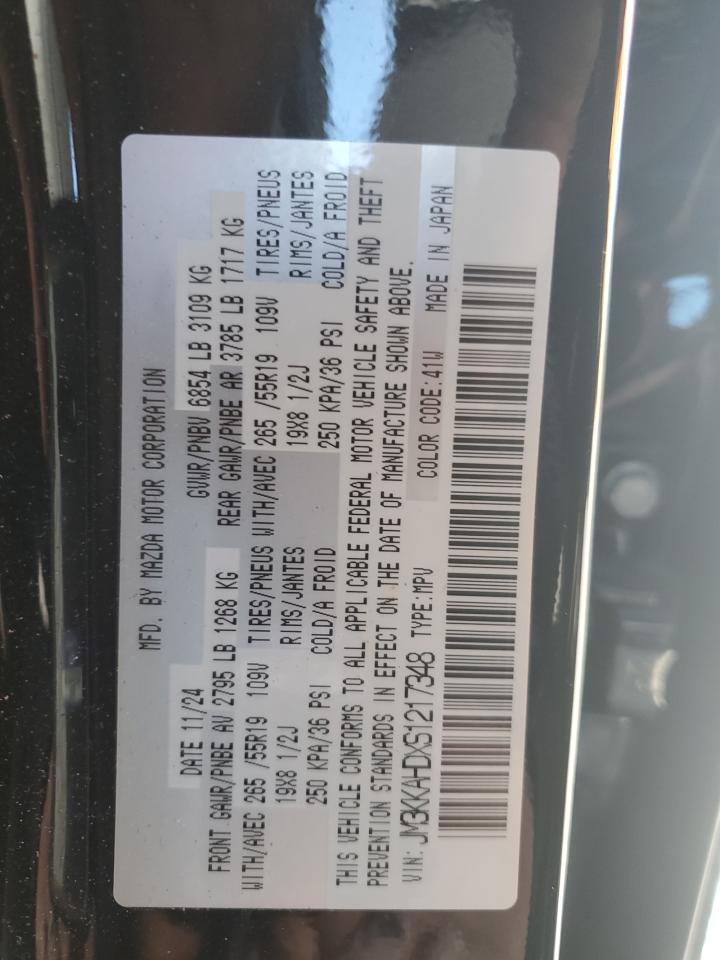 MFD. BY MAZDA MOTOR CORPORATION
DATE 11/24 GVWR/PNBV 6854 LB 3109 KG
FRONT GAWR/PNBE AV 2795 LB 1268 KG REAR GAWR/PNBE AR 3785 LB 1717 KG
WITH/AVEC 265 /55R19 109V TIRES/PNEUS WITH/AVEC 265 /55R19 109V TIRES/PNEUS
19X8 1/2J RIMS/JANTES 19X8 1/2J RIMS/JANTES
250 KPA/36 PSI COLD/A FROID 250 KPA/36 PSI COLD/A FROID
THIS VEHICLE CONFORMS TO ALL APPLICABLE FEDERAL MOTOR VEHICLE SAFETY AND THEFT
PREVENTION STANDARDS IN EFFECT ON THE DATE OF MANUFACTURE SHOWN ABOVE.
VIN: JM3KKAHDXS1217348 TYPE:MPV COLOR CODE:41W MADE IN JAPAN